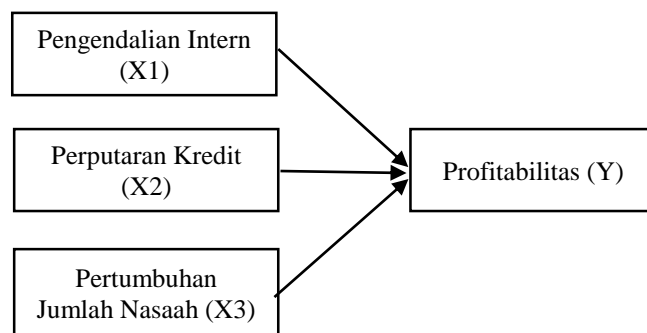 Pengendalian Intern
(X1)
Perputaran Kredit
(X2)
Profitabilitas (Y)
Pertumbuhan
Jumlah Nasaah (X3)